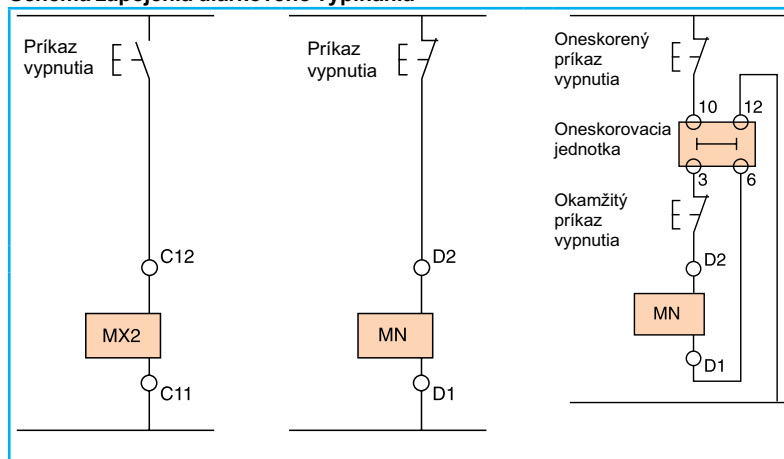 Príkaz
vypnutia
C12
MX2
C11
Príkaz
vypnutia
D2
MN
D1
Oneskorený
príkaz
vypnutia
10
12
Oneskorovacia
jednotka
3
6
Okamžitý
príkaz
vypnutia
D2
MN
D1